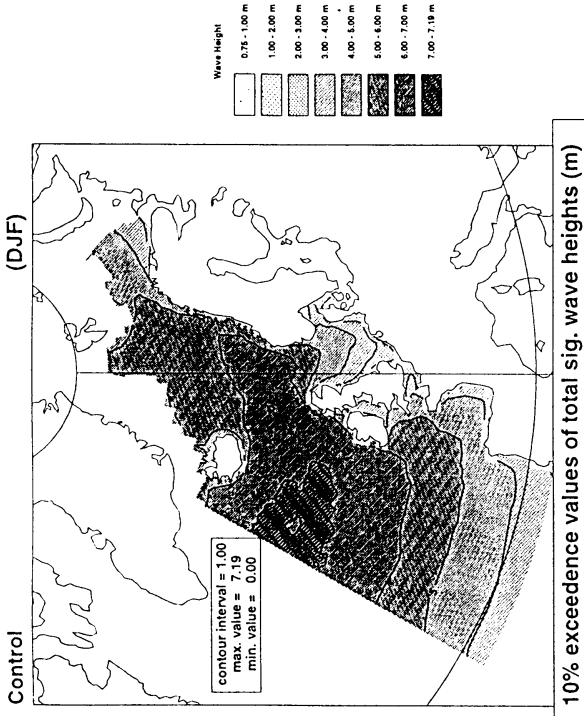 Control (DJF)
contour interval = 1.00
max. value = 7.19
min. value = 0.00
Wave Height
0.75 - 1.00 m
1.00 - 2.00 m
2.00 - 3.00 m
3.00 - 4.00 m
4.00 - 5.00 m
5.00 - 6.00 m
6.00 - 7.00 m
7.00 - 7.19 m
10% exceedence values of total sig. wave heights (m)